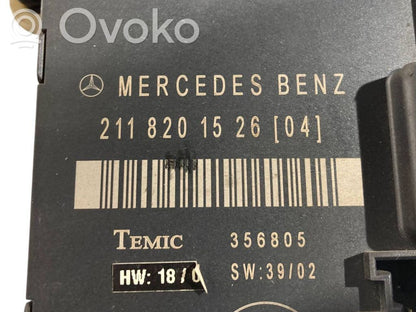 Ovoko
MERCEDES BENZ
211 820 15 26 [04]
TEMIC 356805
HW: 18/0 SW:39/02